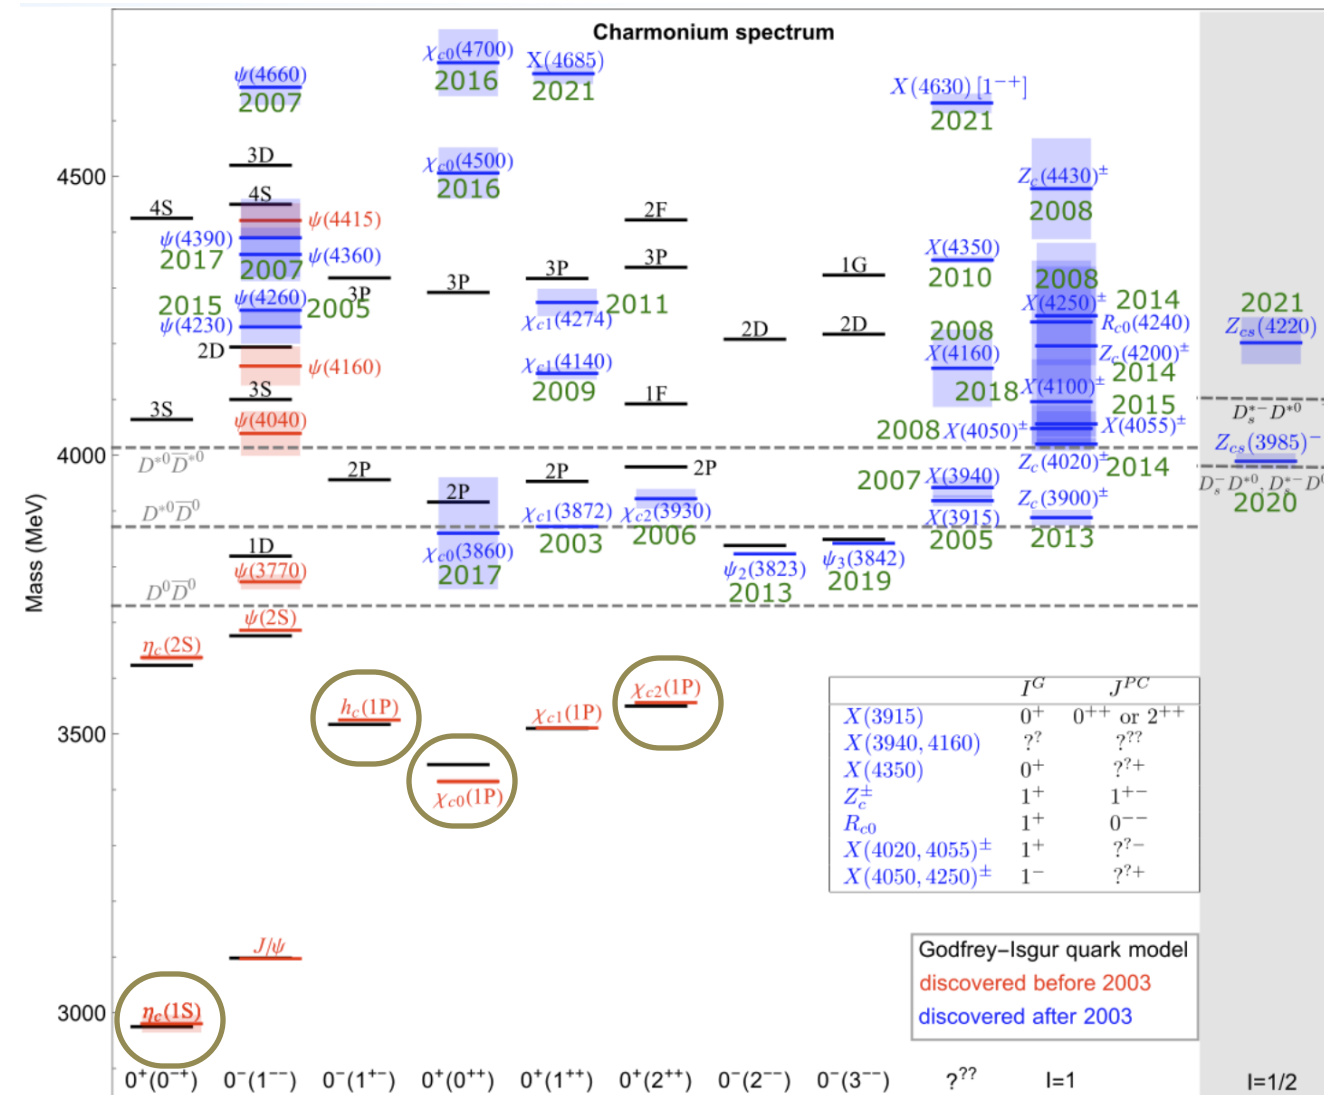 Charmonium spectrum
Mass (MeV)
4500
4000
3500
3000
ψ(4660)
2007
χc0(4700)
2016
X(4685)
2021
X(4630) [1−+]
2021
3D
χc0(4500)
2016
Zc(4430)±
2008
4S
4S
ψ(4415)
2F
ψ(4390)
2017
ψ(4360)
2007
3P
3P
3P
3P
1G
X(4350)
2010
2008
2015
ψ(4260)
2005
ψ(4230)
χc1(4274)
2011
X(4250)±
2014
Rc0(4240)
2021
Zcs(4220)
2D
2D
2D
2008
X(4160)
Zc(4200)±
2014
ψ(4160)
χc1(4140)
2009
2018
X(4100)±
3S
3S
1F
2015
ψ(4040)
2008
X(4050)±
X(4055)±
Ds*−D*0
D*0D̅*0
2P
2P
2P
2P
Zc(4020)±
2014
Zcs(3985)−
2007
X(3940)
Ds−D*0, Ds*−D0
2020
D*0D̅0
χc1(3872)
2003
χc2(3930)
2006
X(3915)
2005
Zc(3900)±
2013
1D
χc0(3860)
2017
ψ2(3823)
2013
ψ3(3842)
2019
ψ(3770)
D0D̅0
ψ(2S)
ηc(2S)
hc(1P)
χc0(1P)
χc1(1P)
χc2(1P)
J/ψ
ηc(1S)
IG JPC
X(3915) 0+ 0++ or 2++
X(3940, 4160) ?? ???
X(4350) 0+ ??+
Zc± 1+ 1+−
Rc0 1+ 0−−
X(4020, 4055)± 1+ ??−
X(4050, 4250)± 1− ??+
Godfrey–Isgur quark model
discovered before 2003
discovered after 2003
0+(0−+) 0−(1−−) 0−(1+−) 0+(0++) 0+(1++) 0+(2++) 0−(2−−) 0−(3−−) ??? I=1 I=1/2